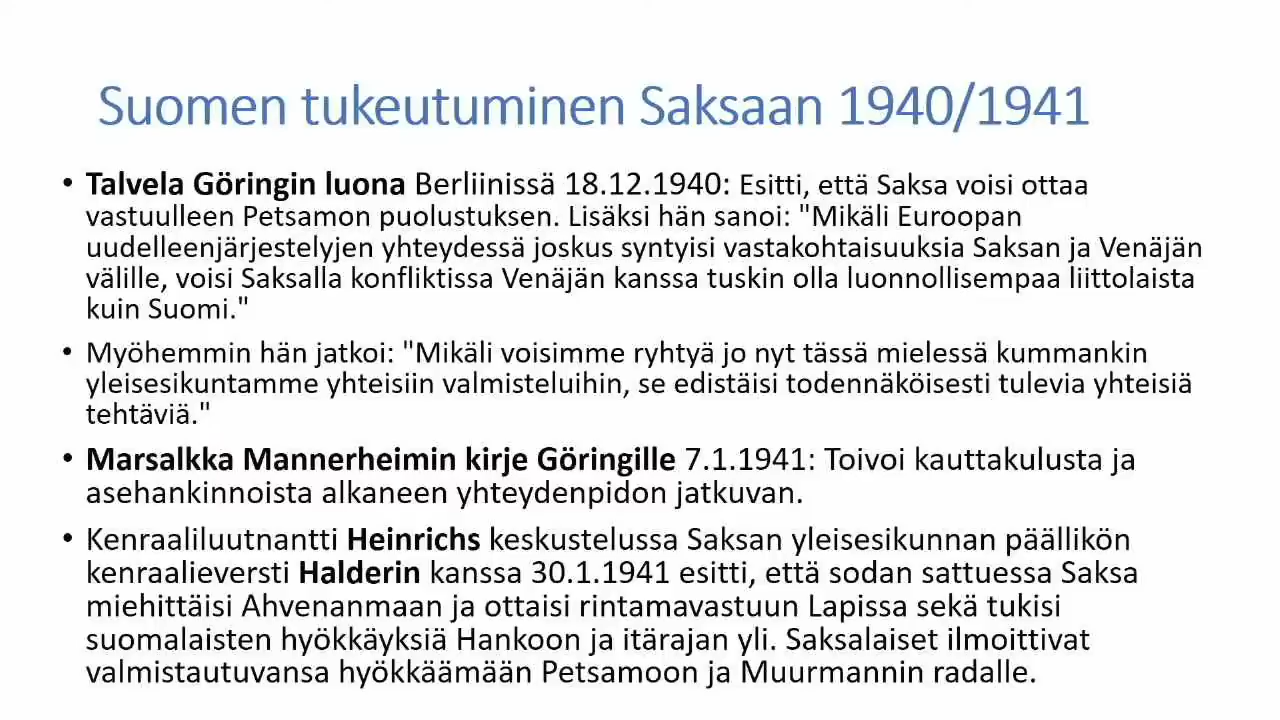 Suomen tukeutuminen Saksaan 1940/1941
• Talvela Göringin luona Berliinissä 18.12.1940: Esitti, että Saksa voisi ottaa
vastuulleen Petsamon puolustuksen. Lisäksi hän sanoi: "Mikäli Euroopan
uudelleenjärjestelyjen yhteydessä joskus syntyisi vastakohtaisuuksia Saksan ja Venäjän
välille, voisi Saksalla konfliktissa Venäjän kanssa tuskin olla luonnollisempaa liittolaista
kuin Suomi."
• Myöhemmin hän jatkoi: "Mikäli voisimme ryhtyä jo nyt tässä mielessä kummankin
yleisesikuntamme yhteisiin valmisteluihin, se edistäisi todennäköisesti tulevia yhteisiä
tehtäviä."
• Marsalkka Mannerheimin kirje Göringille 7.1.1941: Toivoi kauttakulusta ja
asehankinnoista alkaneen yhteydenpidon jatkuvan.
• Kenraaliluutnantti Heinrichs keskustelussa Saksan yleisesikunnan päällikön
kenraalieversti Halderin kanssa 30.1.1941 esitti, että sodan sattuessa Saksa
miehittäisi Ahvenanmaan ja ottaisi rintamavastuun Lapissa sekä tukisi
suomalaisten hyökkäyksiä Hankoon ja itärajan yli. Saksalaiset ilmoittivat
valmistautuvansa hyökkäämään Petsamoon ja Muurmannin radalle.